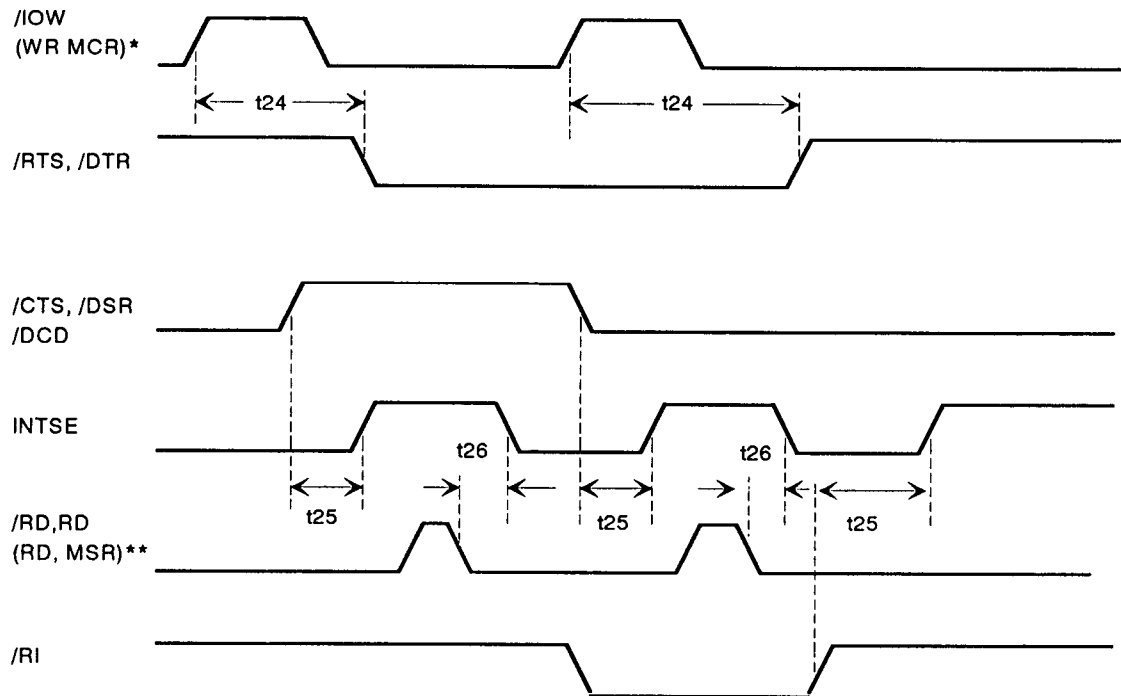 /IOW
(WR MCR)*
t24
t24
/RTS, /DTR
/CTS, /DSR
/DCD
INTSE
t26
t26
t25
t25
t25
/RD,RD
(RD, MSR)**
/RI